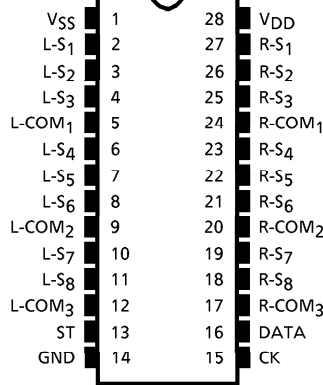 VSS 1 28 VDD
L-S1 2 27 R-S1
L-S2 3 26 R-S2
L-S3 4 25 R-S3
L-COM1 5 24 R-COM1
L-S4 6 23 R-S4
L-S5 7 22 R-S5
L-S6 8 21 R-S6
L-COM2 9 20 R-COM2
L-S7 10 19 R-S7
L-S8 11 18 R-S8
L-COM3 12 17 R-COM3
ST 13 16 DATA
GND 14 15 CK